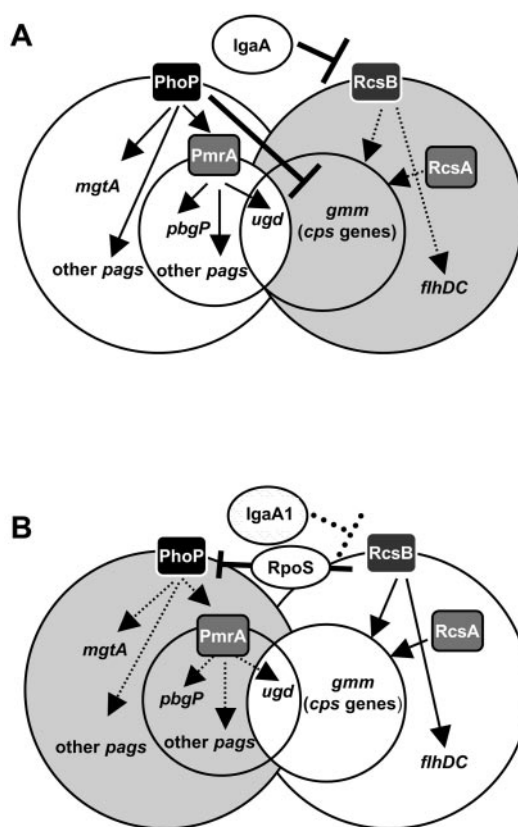 A
IgaA
PhoP
RcsB
PmrA
RcsA
mgtA
pbgP
ugd
gmm
(cps genes)
other pags
other pags
flhDC
B
IgaA1
PhoP
RpoS
RcsB
PmrA
RcsA
mgtA
pbgP
ugd
gmm
(cps genes)
other pags
other pags
flhDC